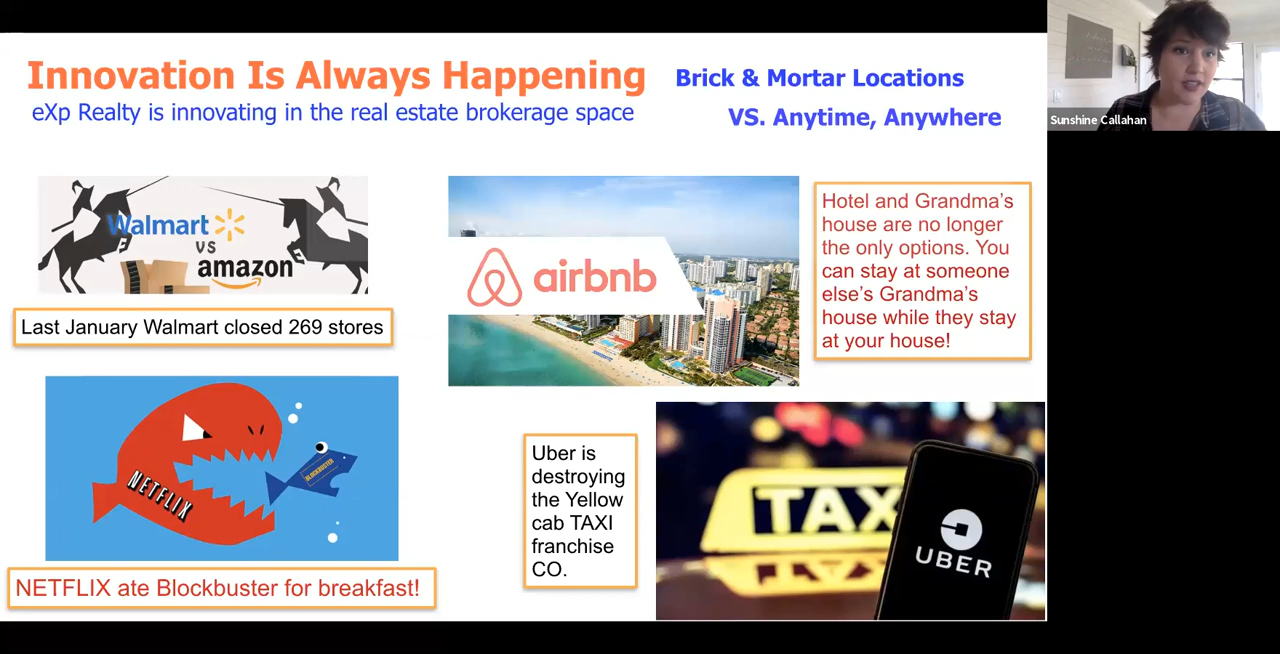 Innovation Is Always Happening
eXp Realty is innovating in the real estate brokerage space
Brick & Mortar Locations
VS. Anytime, Anywhere
Sunshine Callahan
Walmart
VS
amazon
Last January Walmart closed 269 stores
airbnb
Hotel and Grandma's
house are no longer
the only options. You
can stay at someone
else's Grandma's
house while they stay
at your house!
NETFLIX
BLOCKBUSTER
NETFLIX ate Blockbuster for breakfast!
Uber is
destroying
the Yellow
cab TAXI
franchise
CO.
TAX
UBER